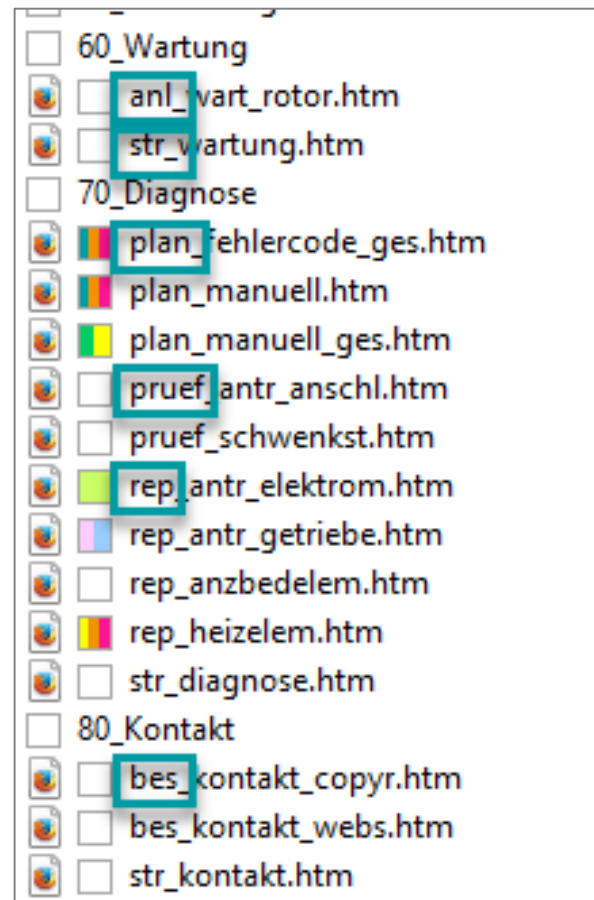 60_Wartung
anl_wart_rotor.htm
str_wartung.htm
70_Diagnose
plan_fehlercode_ges.htm
plan_manuell.htm
plan_manuell_ges.htm
pruef_antr_anschl.htm
pruef_schwenkst.htm
rep_antr_elektrom.htm
rep_antr_getriebe.htm
rep_anzbedelem.htm
rep_heizelem.htm
str_diagnose.htm
80_Kontakt
bes_kontakt_copyr.htm
bes_kontakt_webs.htm
str_kontakt.htm